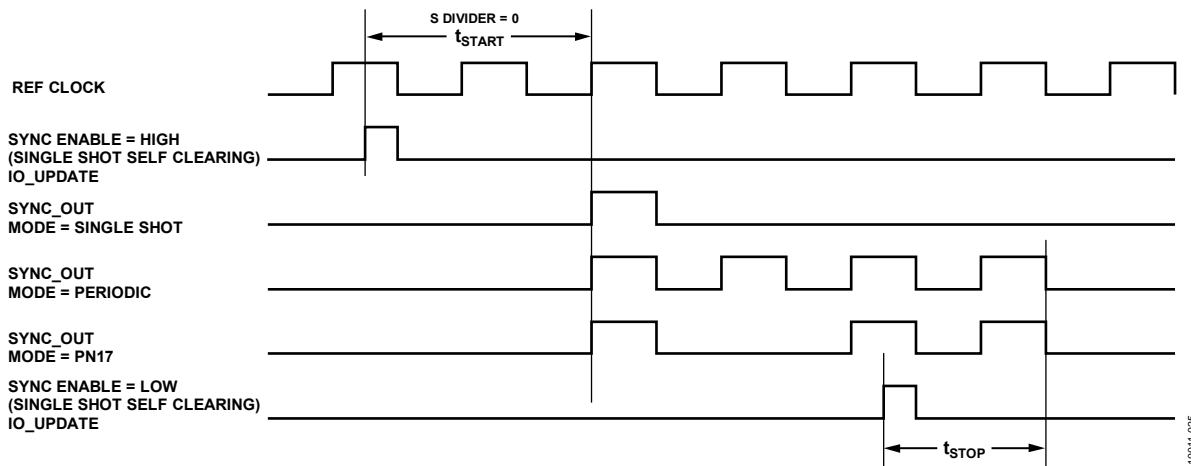 S DIVIDER = 0
tSTART
REF CLOCK
SYNC ENABLE = HIGH
(SINGLE SHOT SELF CLEARING)
IO_UPDATE
SYNC_OUT
MODE = SINGLE SHOT
SYNC_OUT
MODE = PERIODIC
SYNC_OUT
MODE = PN17
SYNC ENABLE = LOW
(SINGLE SHOT SELF CLEARING)
IO_UPDATE
tSTOP